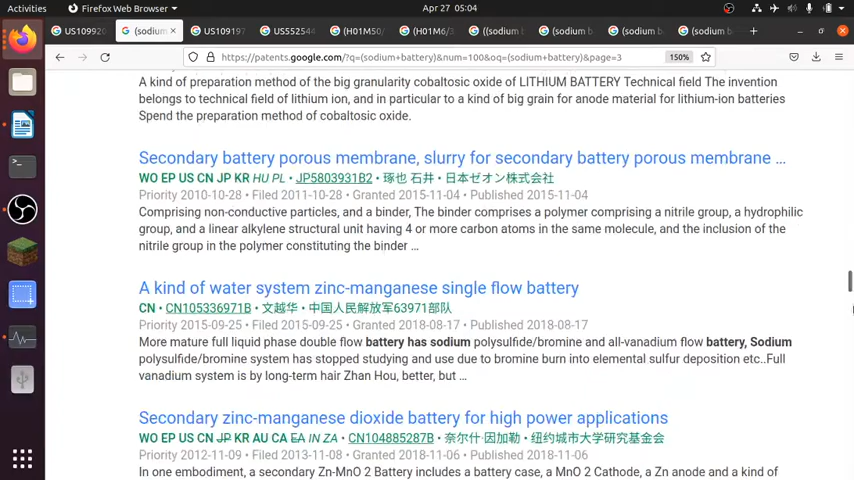 Activities
Firefox Web Browser
Apr 27 05:04
US109920
(sodium
US109197
US552544
(H01M50/
(H01M6/
((sodium b
(sodium b
(sodium b
(sodium b
https://patents.google.com/?q=(sodium+battery)&num=100&oq=(sodium+battery)&page=3
150%
A kind of preparation method of the big granularity cobaltosic oxide of LITHIUM BATTERY Technical field The invention
belongs to technical field of lithium ion, and in particular to a kind of big grain for anode material for lithium-ion batteries
Spend the preparation method of cobaltosic oxide.
Secondary battery porous membrane, slurry for secondary battery porous membrane ...
WO EP US CN JP KR HU PL • JP5803931B2 • 琢也 石井 • 日本ゼオン株式会社
Priority 2010-10-28 • Filed 2011-10-28 • Granted 2015-11-04 • Published 2015-11-04
Comprising non-conductive particles, and a binder, The binder comprises a polymer comprising a nitrile group, a hydrophilic
group, and a linear alkylene structural unit having 4 or more carbon atoms in the same molecule, and the inclusion of the
nitrile group in the polymer constituting the binder ...
A kind of water system zinc-manganese single flow battery
CN • CN105336971B • 文越华 • 中国人民解放军63971部队
Priority 2015-09-25 • Filed 2015-09-25 • Granted 2018-08-17 • Published 2018-08-17
More mature full liquid phase double flow battery has sodium polysulfide/bromine and all-vanadium flow battery, Sodium
polysulfide/bromine system has stopped studying and use due to bromine burn into elemental sulfur deposition etc..Full
vanadium system is by long-term hair Zhan Hou, better, but ...
Secondary zinc-manganese dioxide battery for high power applications
WO EP US CN JP KR AU CA EA IN ZA • CN104885287B • 奈尔什·因加勒 • 纽约城市大学研究基金会
Priority 2012-11-09 • Filed 2013-11-08 • Granted 2018-11-06 • Published 2018-11-06
In one embodiment, a secondary Zn-MnO 2 Battery includes a battery case, a MnO 2 Cathode, a Zn anode and a kind of